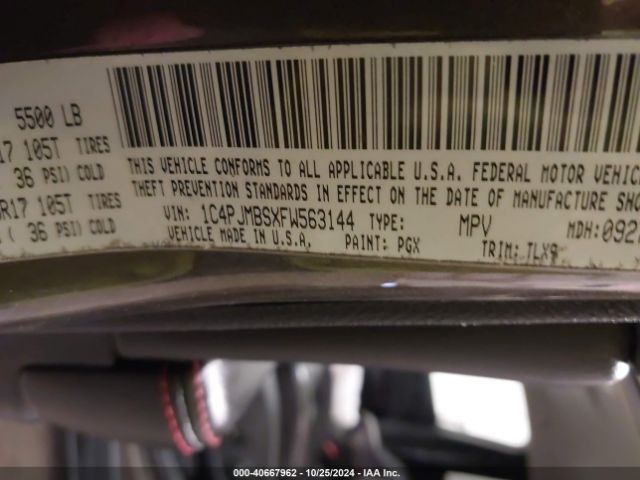 5500 LB
17 105T TIRES
36 PSI) COLD
R17 105T TIRES
( 36 PSI) COLD
THIS VEHICLE CONFORMS TO ALL APPLICABLE U.S.A. FEDERAL MOTOR VEHIC
THEFT PREVENTION STANDARDS IN EFFECT ON THE DATE OF MANUFACTURE SHO
VIN: 1C4PJMBSXFW563144 TYPE: MPV MDH:092
VEHICLE MADE IN U.S.A. PAINT: PGX TRIM: TLX9
000-40667962 - 10/25/2024 - IAA Inc.